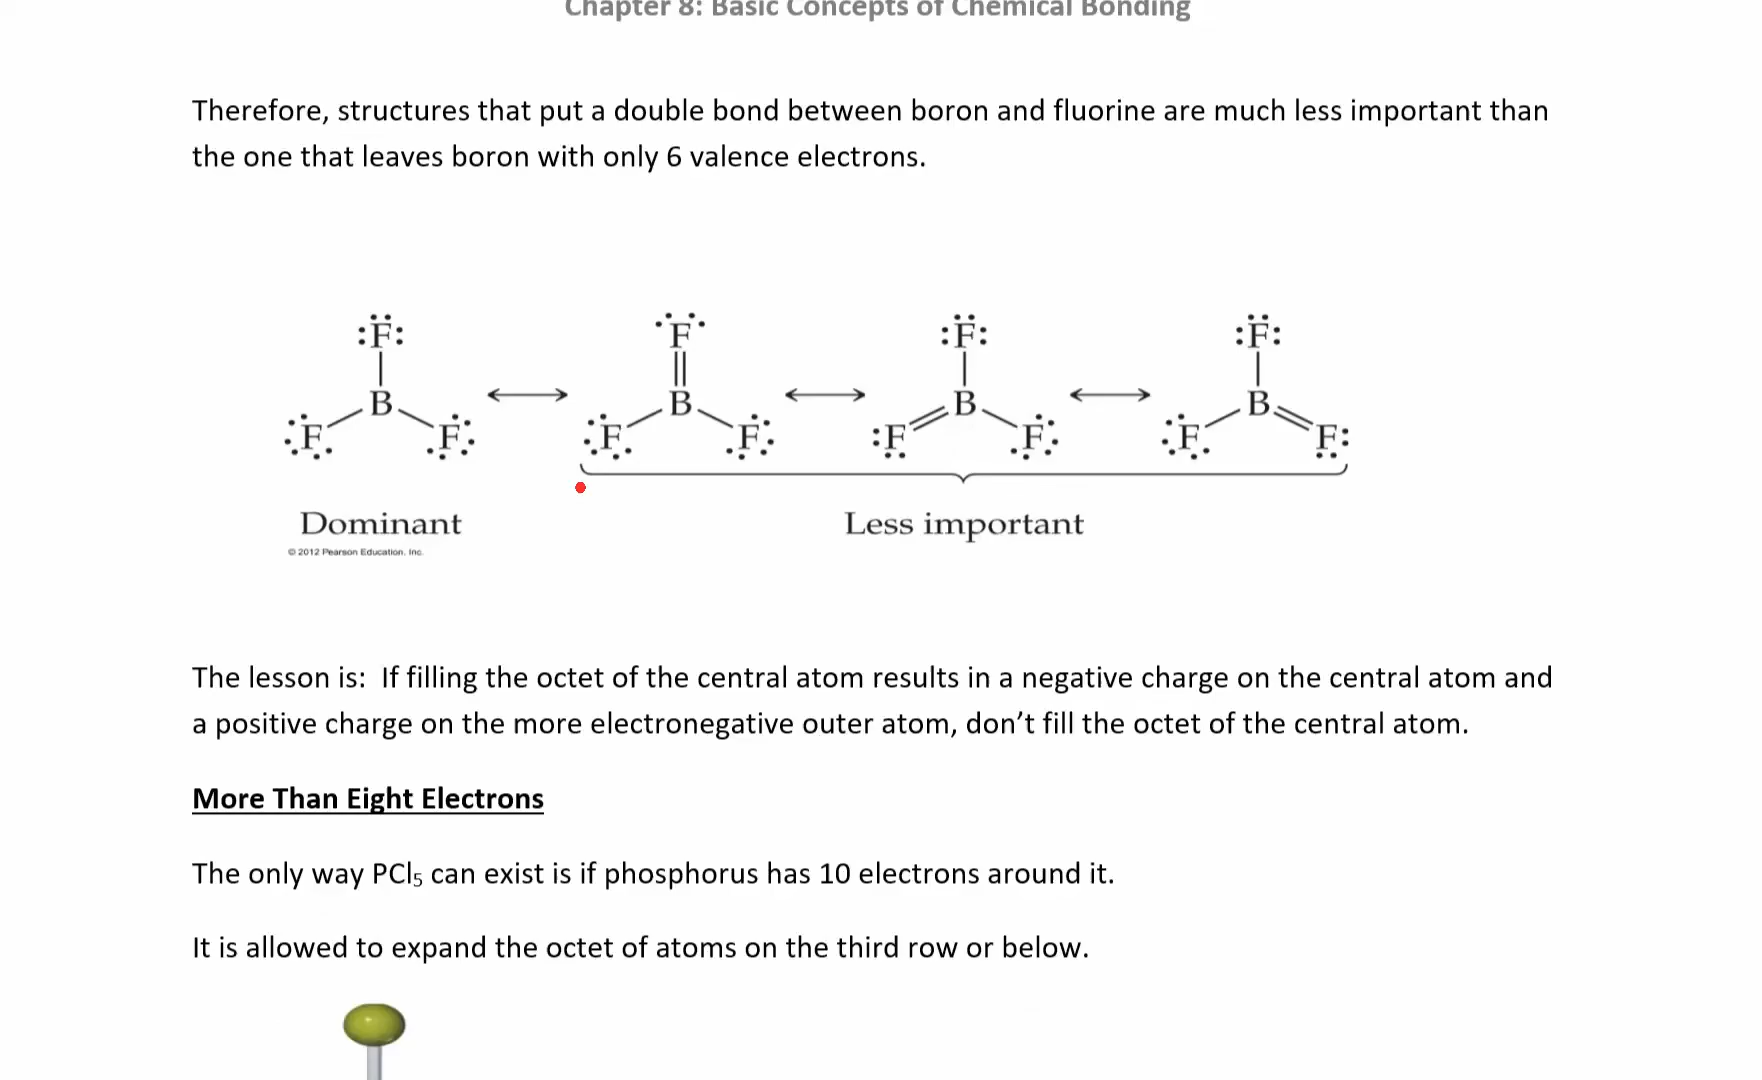 Chapter 8: Basic Concepts of Chemical Bonding
Therefore, structures that put a double bond between boron and fluorine are much less important than
the one that leaves boron with only 6 valence electrons.
F F F F
B B B B
F F F F F F F F
Dominant Less important
© 2012 Pearson Education, Inc.
The lesson is: If filling the octet of the central atom results in a negative charge on the central atom and
a positive charge on the more electronegative outer atom, don’t fill the octet of the central atom.
More Than Eight Electrons
The only way PCl₅ can exist is if phosphorus has 10 electrons around it.
It is allowed to expand the octet of atoms on the third row or below.